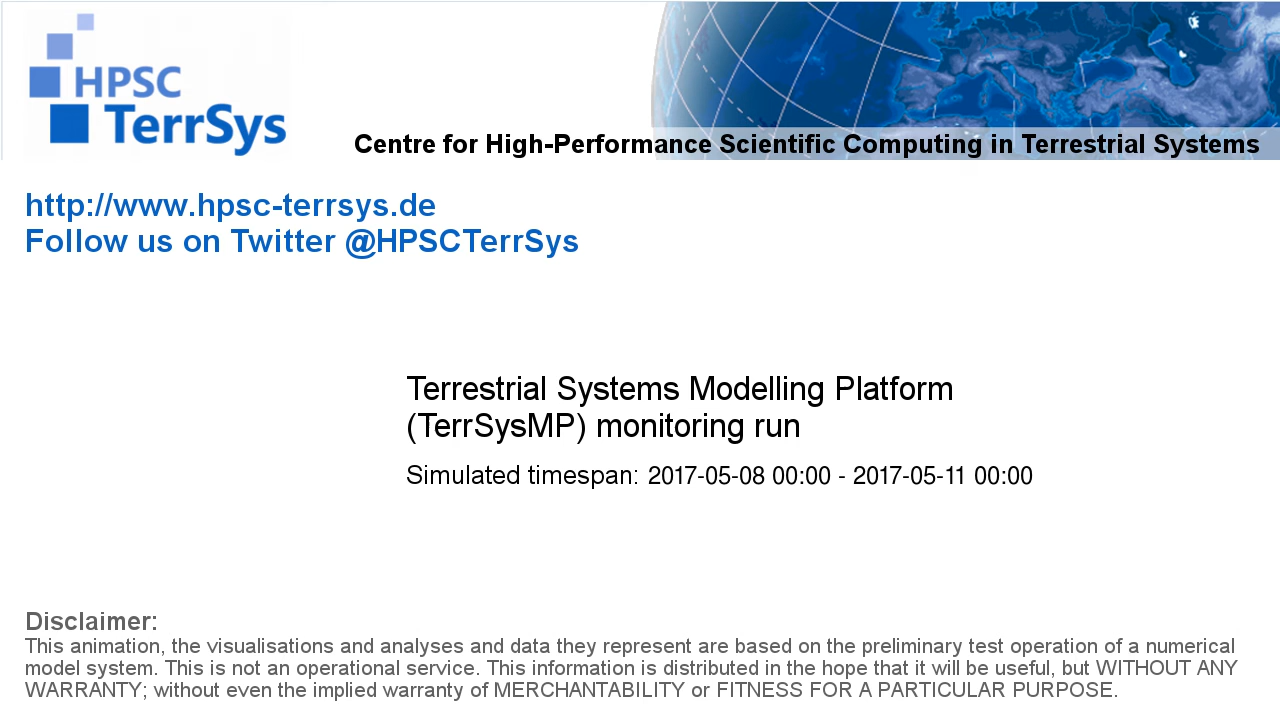 HPSC
TerrSys
Centre for High-Performance Scientific Computing in Terrestrial Systems
http://www.hpsc-terrsys.de
Follow us on Twitter @HPSCTerrSys
Terrestrial Systems Modelling Platform
(TerrSysMP) monitoring run
Simulated timespan: 2017-05-08 00:00 - 2017-05-11 00:00
Disclaimer:
This animation, the visualisations and analyses and data they represent are based on the preliminary test operation of a numerical
model system. This is not an operational service. This information is distributed in the hope that it will be useful, but WITHOUT ANY
WARRANTY; without even the implied warranty of MERCHANTABILITY or FITNESS FOR A PARTICULAR PURPOSE.